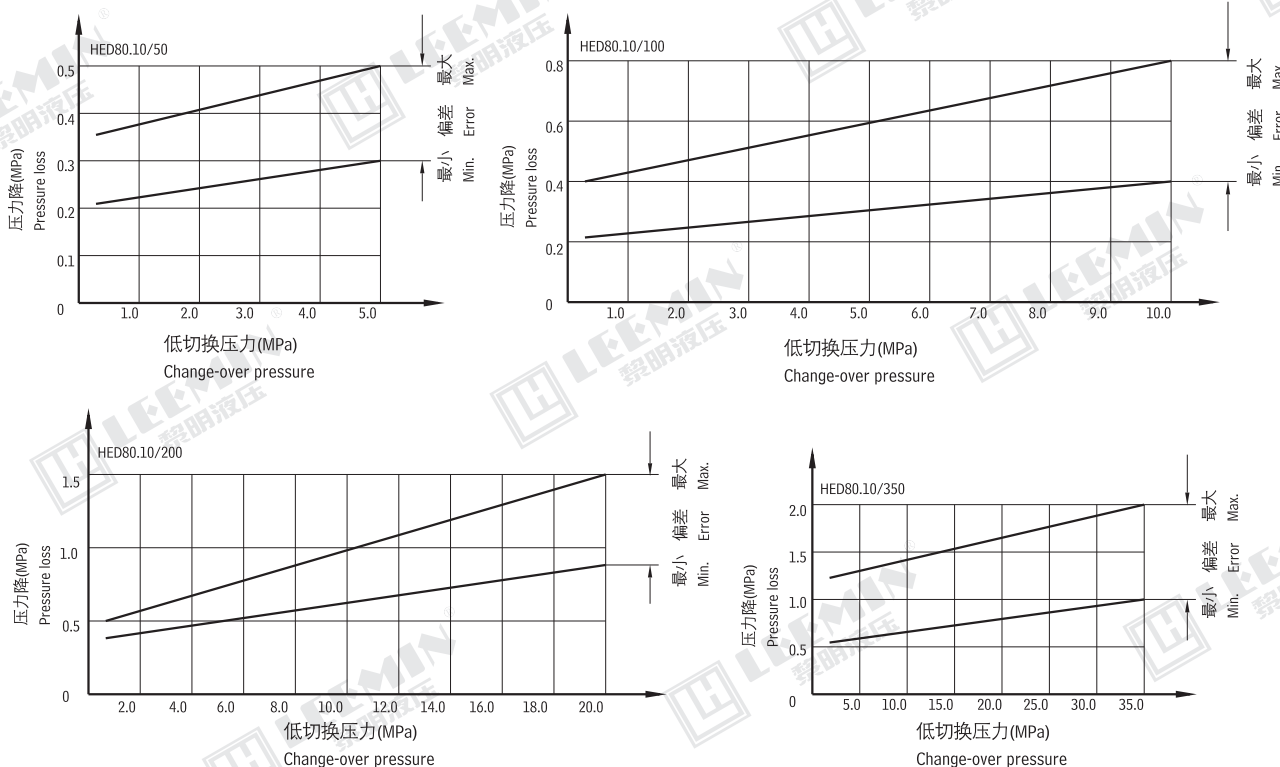 HED80.10/50
0.5
0.4
0.3
0.2
0.1
0
压力降(MPa)
Pressure loss
1.0 2.0 3.0 4.0 5.0
低切换压力(MPa)
Change-over pressure
最大 偏差 最小
Max. Error Min.
HED80.10/100
0.8
0.6
0.4
0.2
0
压力降(MPa)
Pressure loss
1.0 2.0 3.0 4.0 5.0 6.0 7.0 8.0 9.0 10.0
低切换压力(MPa)
Change-over pressure
最大 偏差 最小
Max. Error Min.
HED80.10/200
1.5
1.0
0.5
0
压力降(MPa)
Pressure loss
2.0 4.0 6.0 8.0 10.0 12.0 14.0 16.0 18.0 20.0
低切换压力(MPa)
Change-over pressure
最大 偏差 最小
Max. Error Min.
HED80.10/350
2.0
1.5
1.0
0.5
0
压力降(MPa)
Pressure loss
5.0 10.0 15.0 20.0 25.0 30.0 35.0
低切换压力(MPa)
Change-over pressure
最大 偏差 最小
Max. Error Min.
LEEMIN
黎明液压